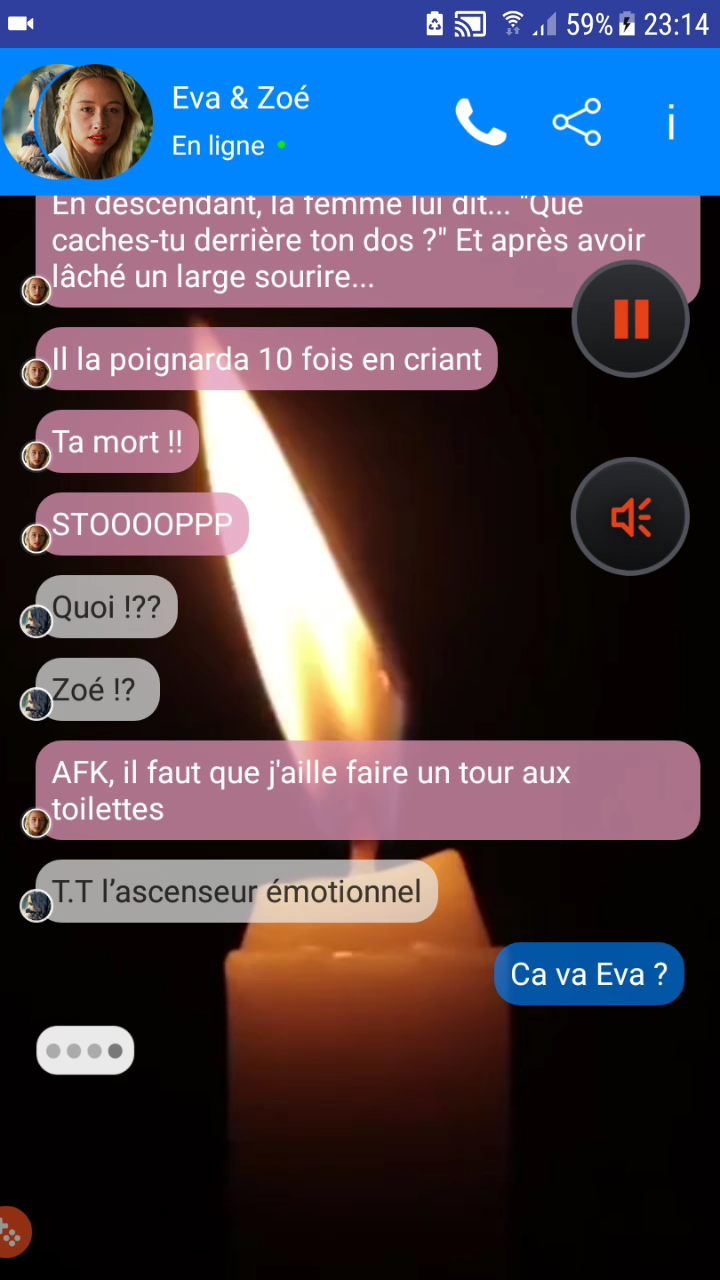 59% 23:14
Eva & Zoé
En ligne
En descendant, la femme lui dit... "Que
caches-tu derrière ton dos ?" Et après avoir
lâché un large sourire...
Il la poignarda 10 fois en criant
Ta mort !!
STOOOOPPP
Quoi !??
Zoé !?
AFK, il faut que j'aille faire un tour aux
toilettes
T.T l’ascenseur émotionnel
Ca va Eva ?